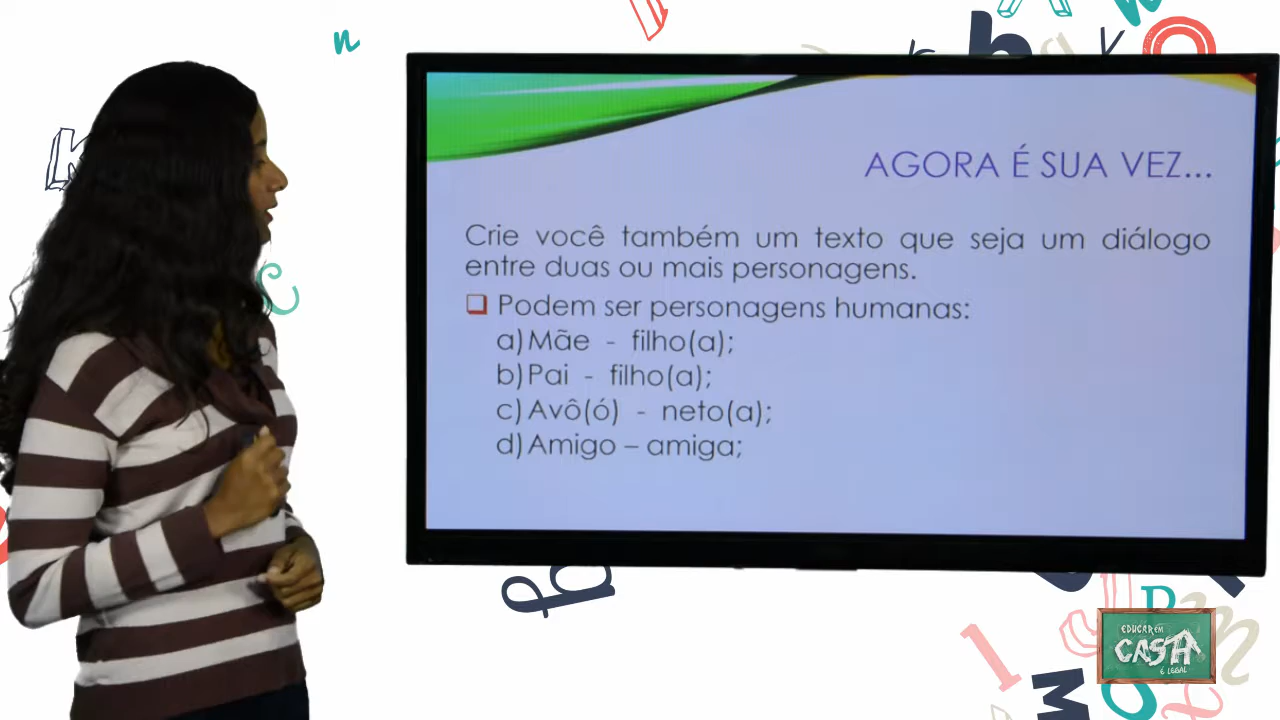 AGORA É SUA VEZ...
Crie você também um texto que seja um diálogo
entre duas ou mais personagens.
Podem ser personagens humanas:
a) Mãe - filho(a);
b) Pai - filho(a);
c) Avô(ó) - neto(a);
d) Amigo – amiga;
EDUCAR EM
CASA
É LEGAL